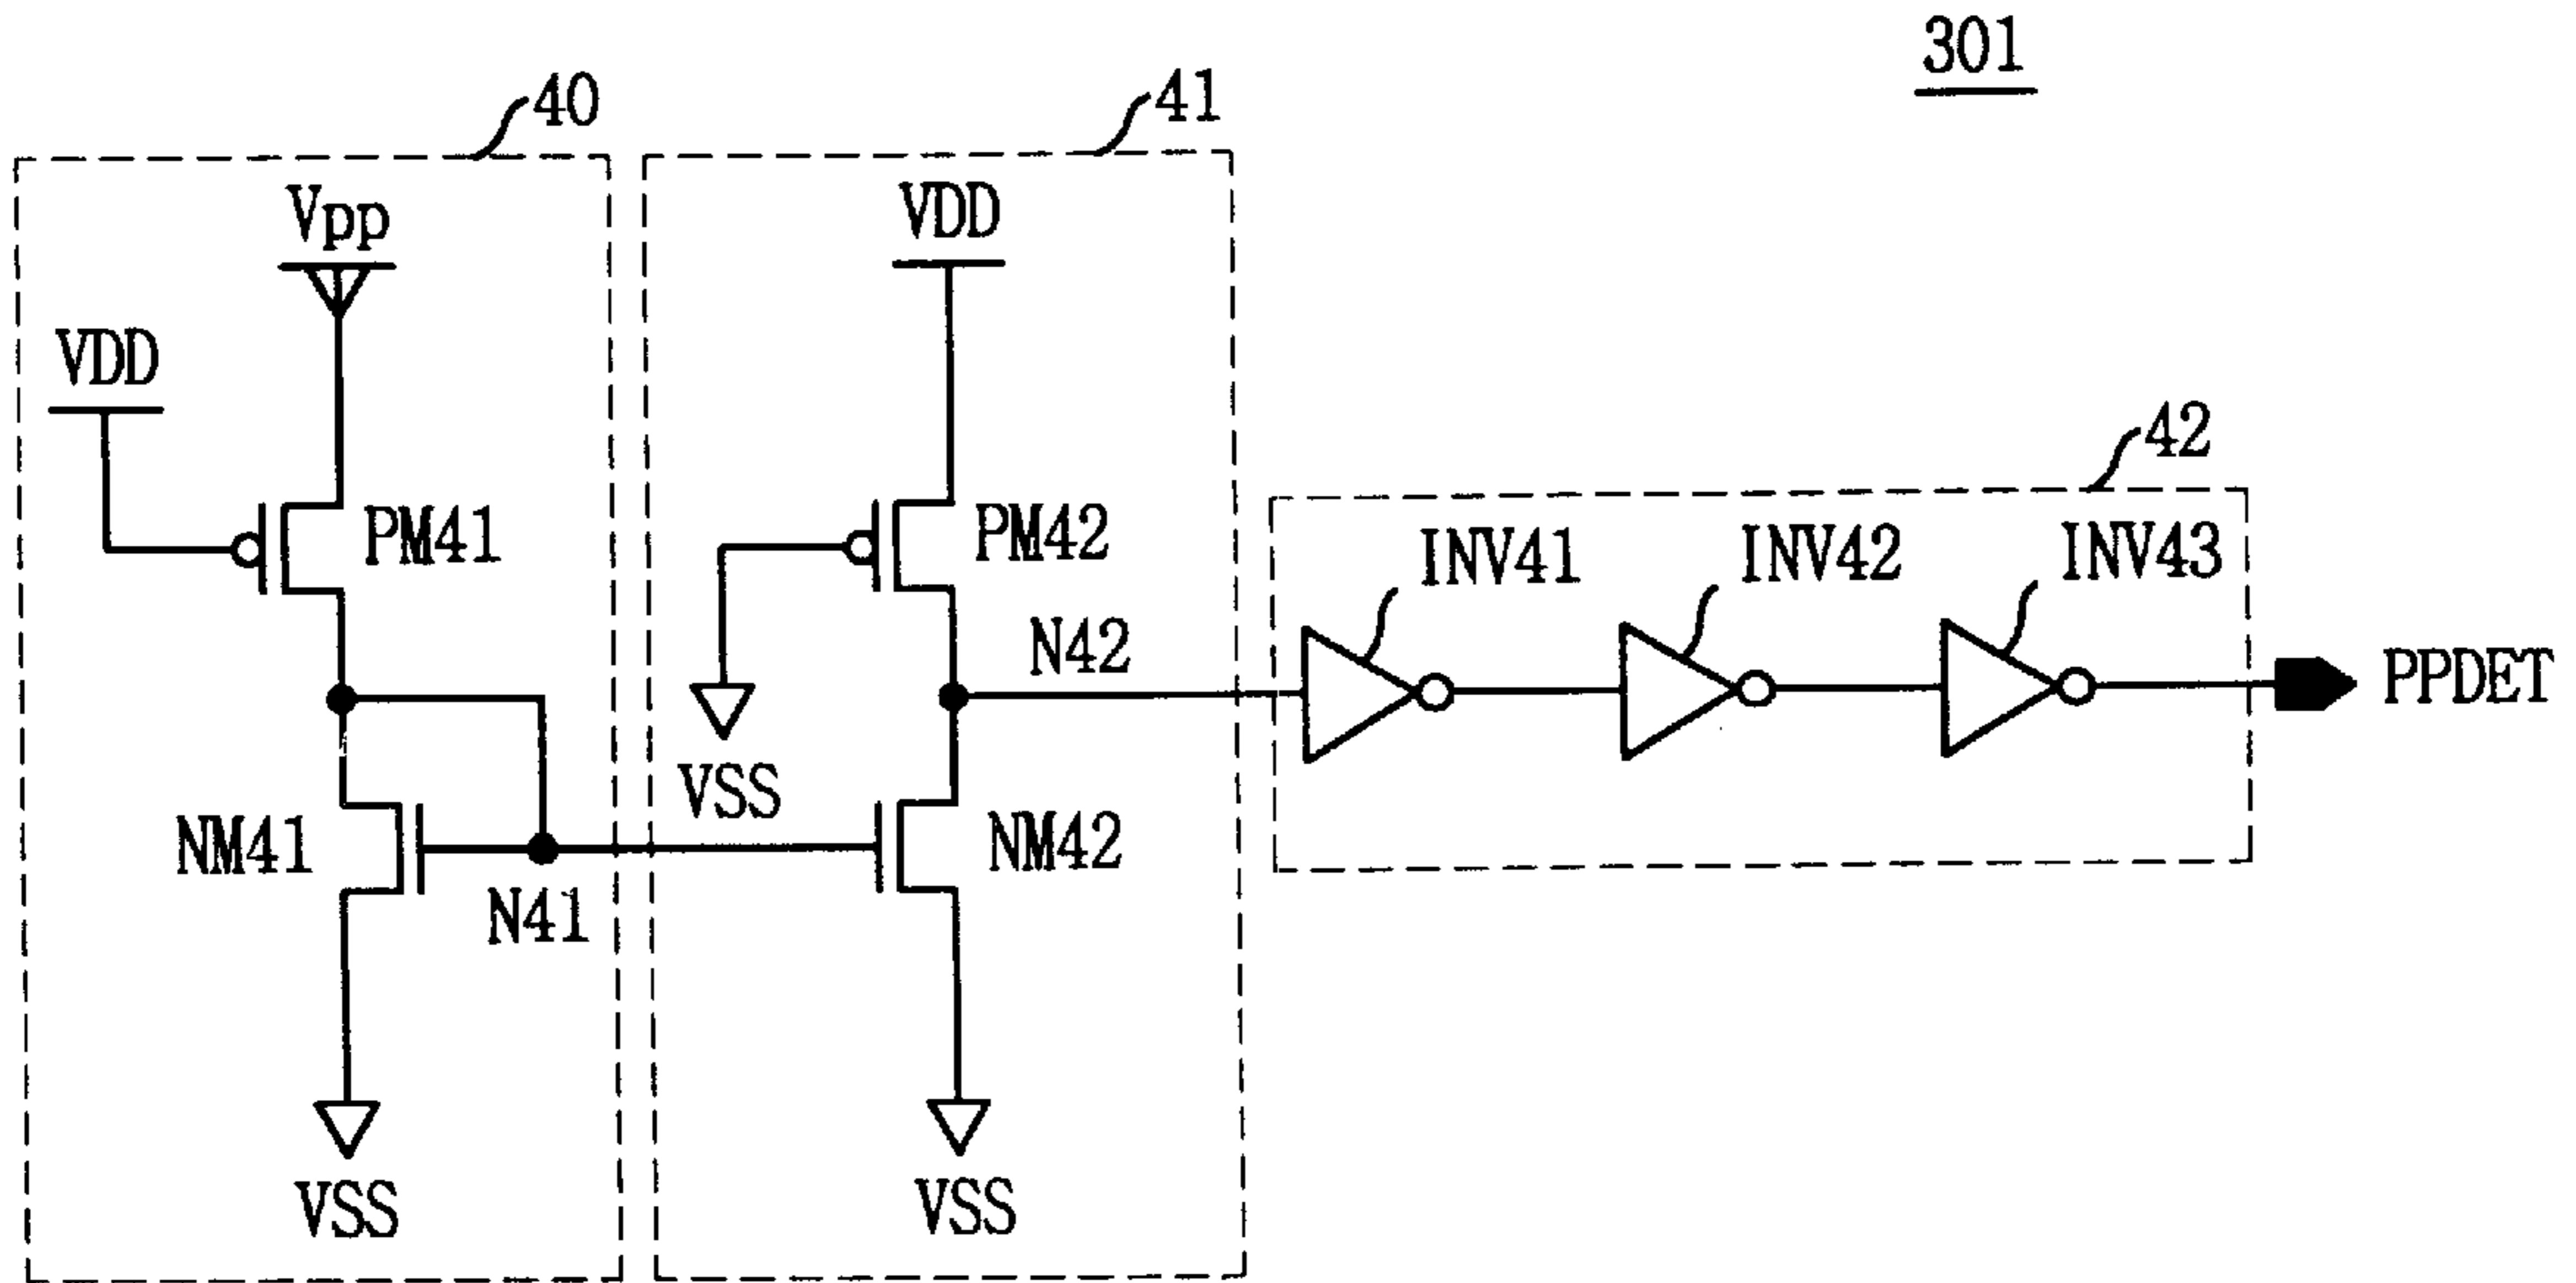 301
40
41
Vpp
VDD
VDD
42
PM41
PM42
INV41
INV42
INV43
N42
PPDET
VSS
NM41
NM42
N41
VSS
VSS